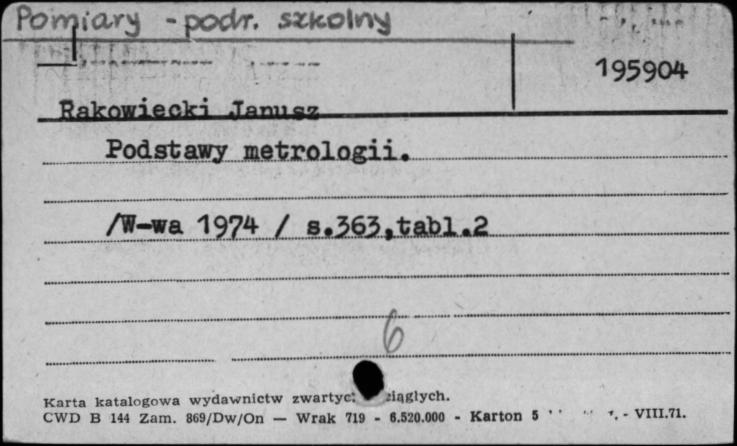 Pomiary - podr. szkolny
195904
Rakowiecki Janusz
Podstawy metrologii.
/W-wa 1974 / s.363,tabl.2
6
Karta katalogowa wydawnictw ciągłych.
CWD B 144 Zam. 869/Dw/On — Wrak 719 - 6.520.000 - Karton 5 - VIII.71.